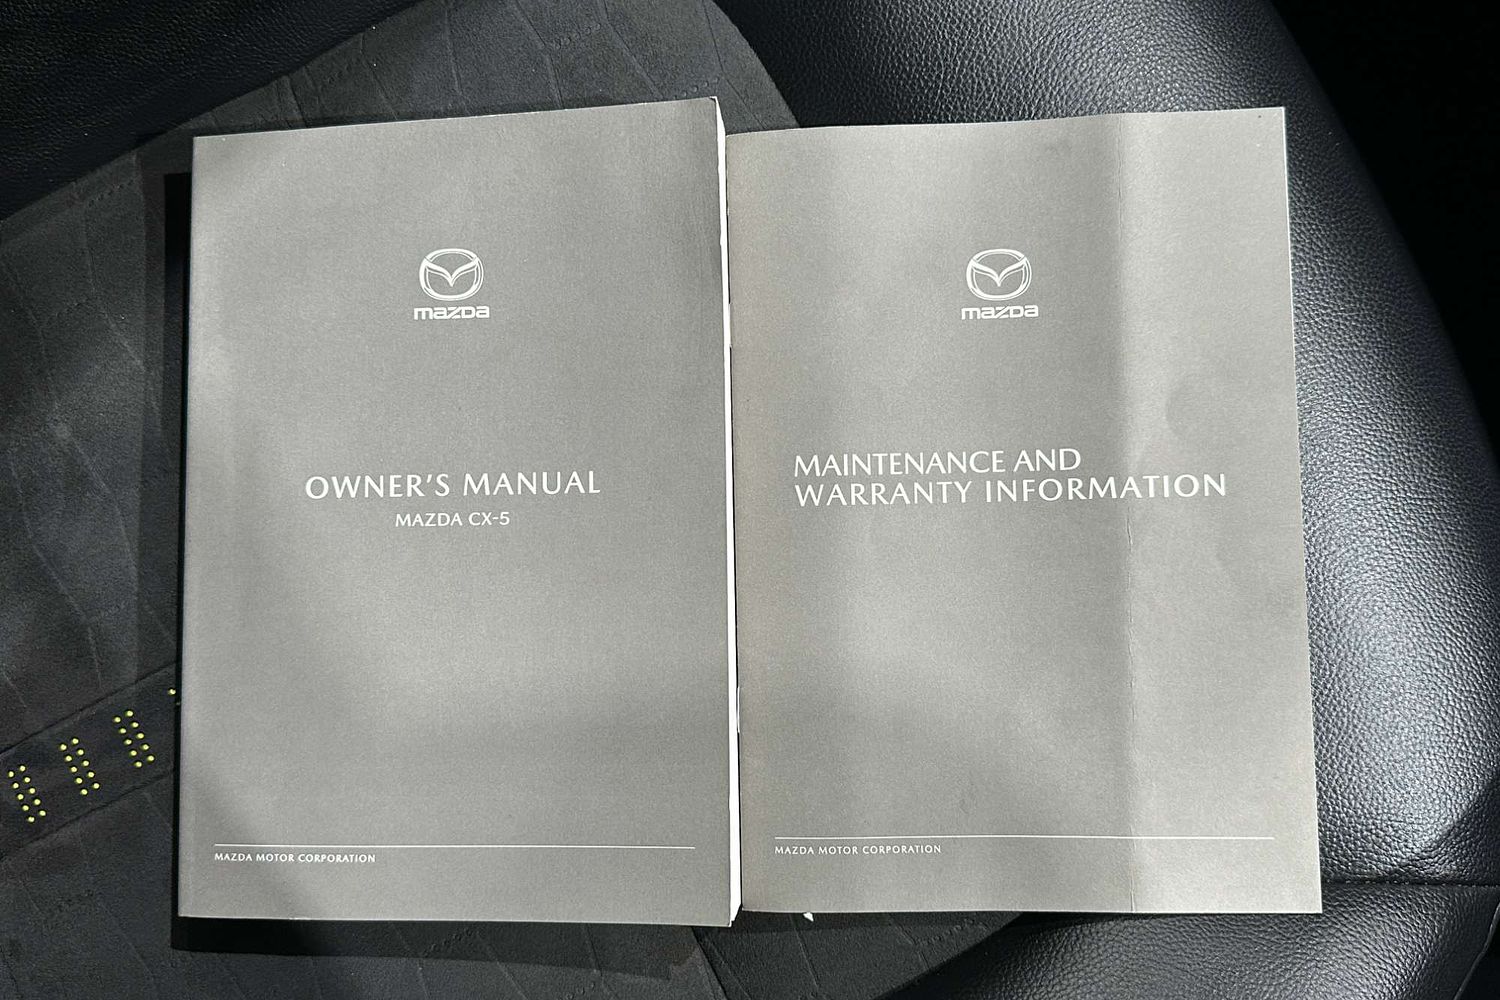 mazda
OWNER'S MANUAL
MAZDA CX-5
MAZDA MOTOR CORPORATION
mazda
MAINTENANCE AND
WARRANTY INFORMATION
MAZDA MOTOR CORPORATION